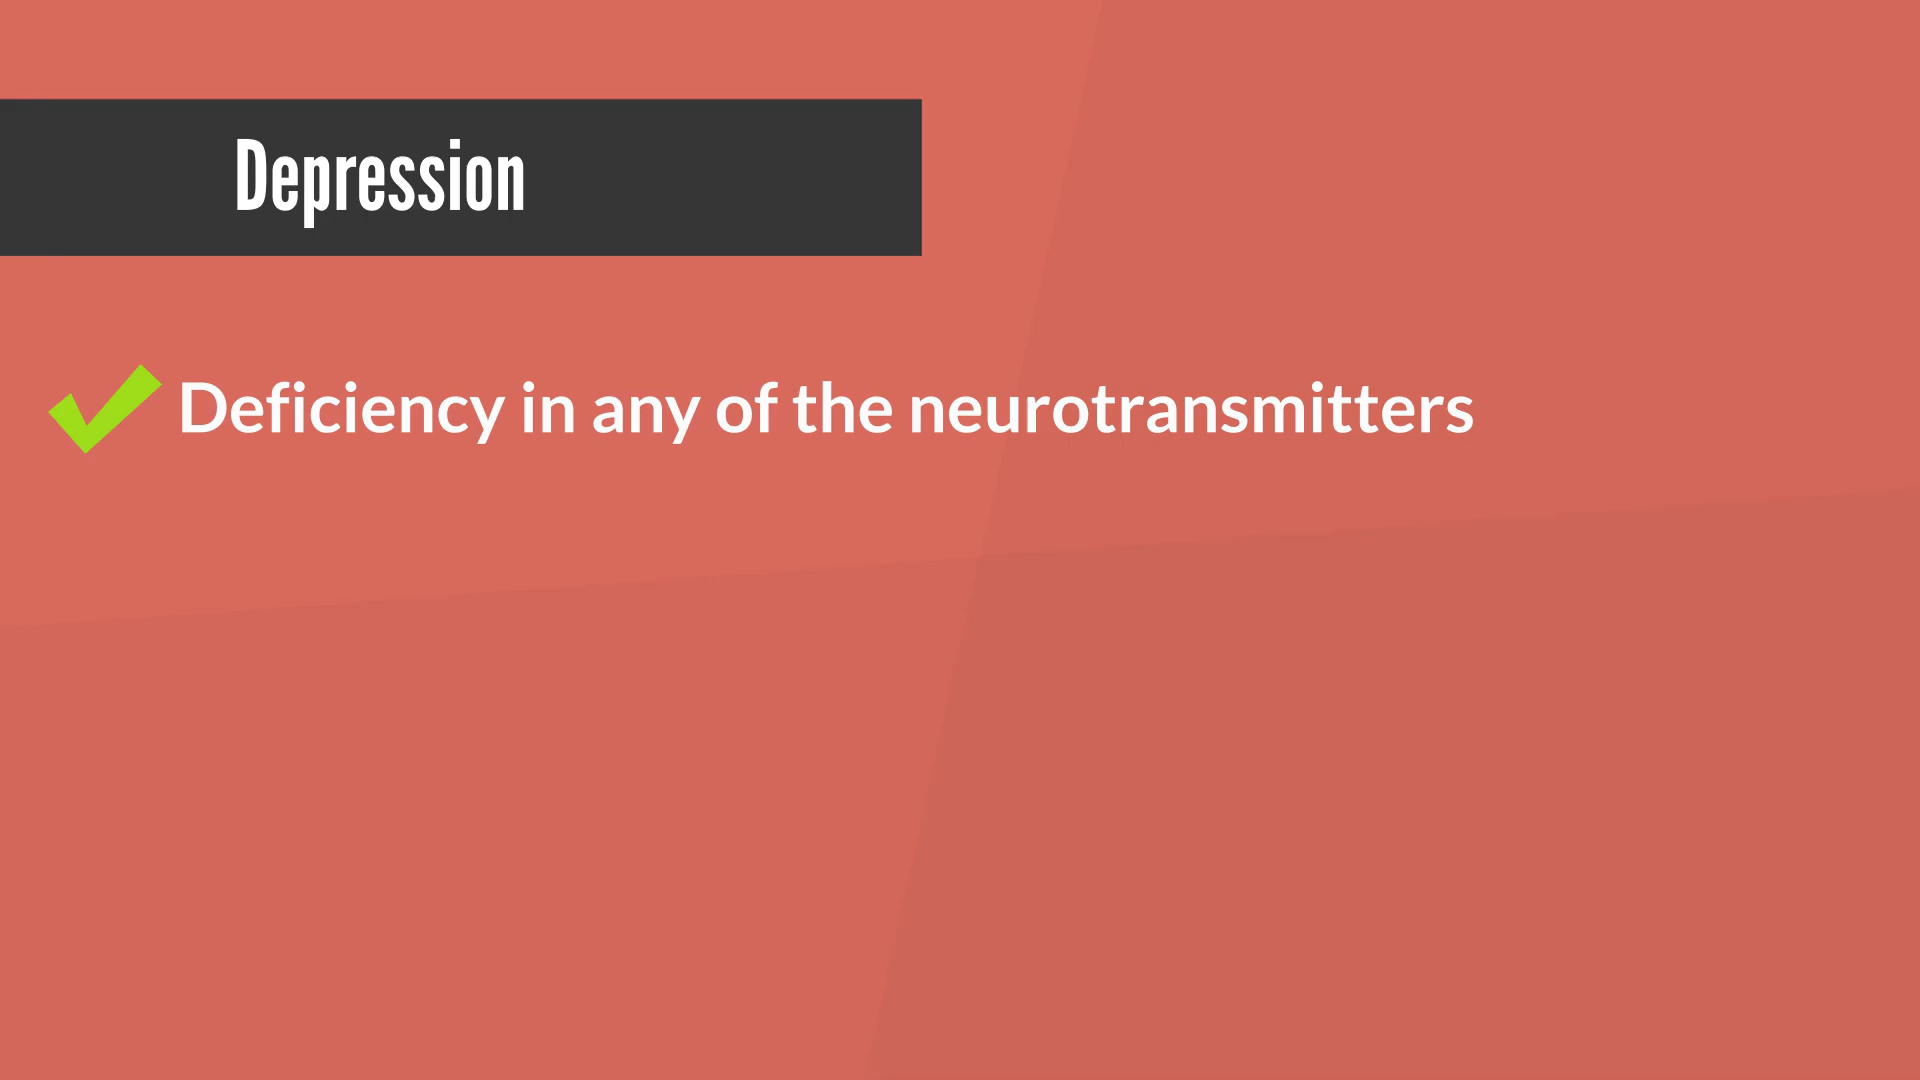 Depression
Deficiency in any of the neurotransmitters